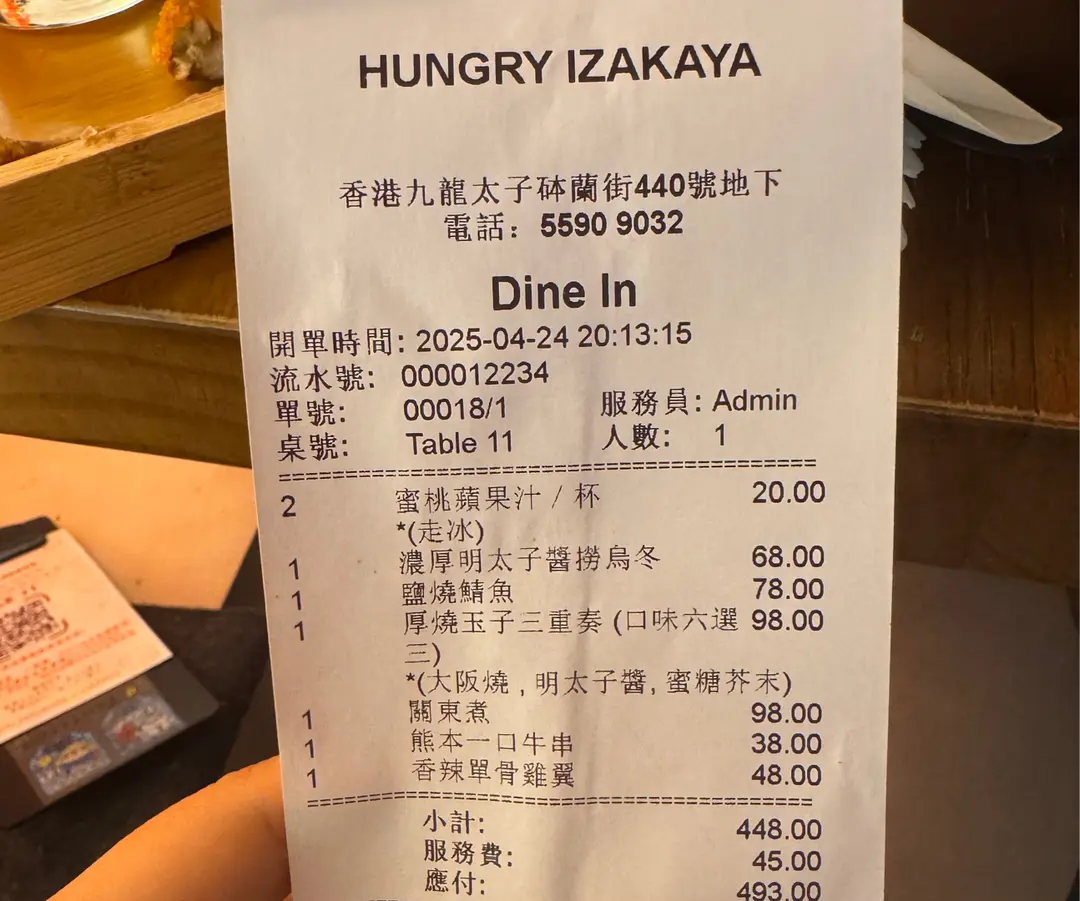 HUNGRY IZAKAYA
香港九龍太子砵蘭街440號地下
電話：5590 9032
Dine In
開單時間: 2025-04-24 20:13:15
流水號: 000012234
單號: 00018/1 服務員: Admin
桌號: Table 11 人數: 1
==================================================
2 蜜桃蘋果汁 / 杯 20.00
*(走冰)
1 濃厚明太子醬撈烏冬 68.00
1 鹽燒鯖魚 78.00
1 厚燒玉子三重奏 (口味六選 98.00
三)
*(大阪燒 , 明太子醬, 蜜糖芥末)
1 關東煮 98.00
1 熊本一口牛串 38.00
1 香辣單骨雞翼 48.00
==================================================
小計: 448.00
服務費: 45.00
應付: 493.00